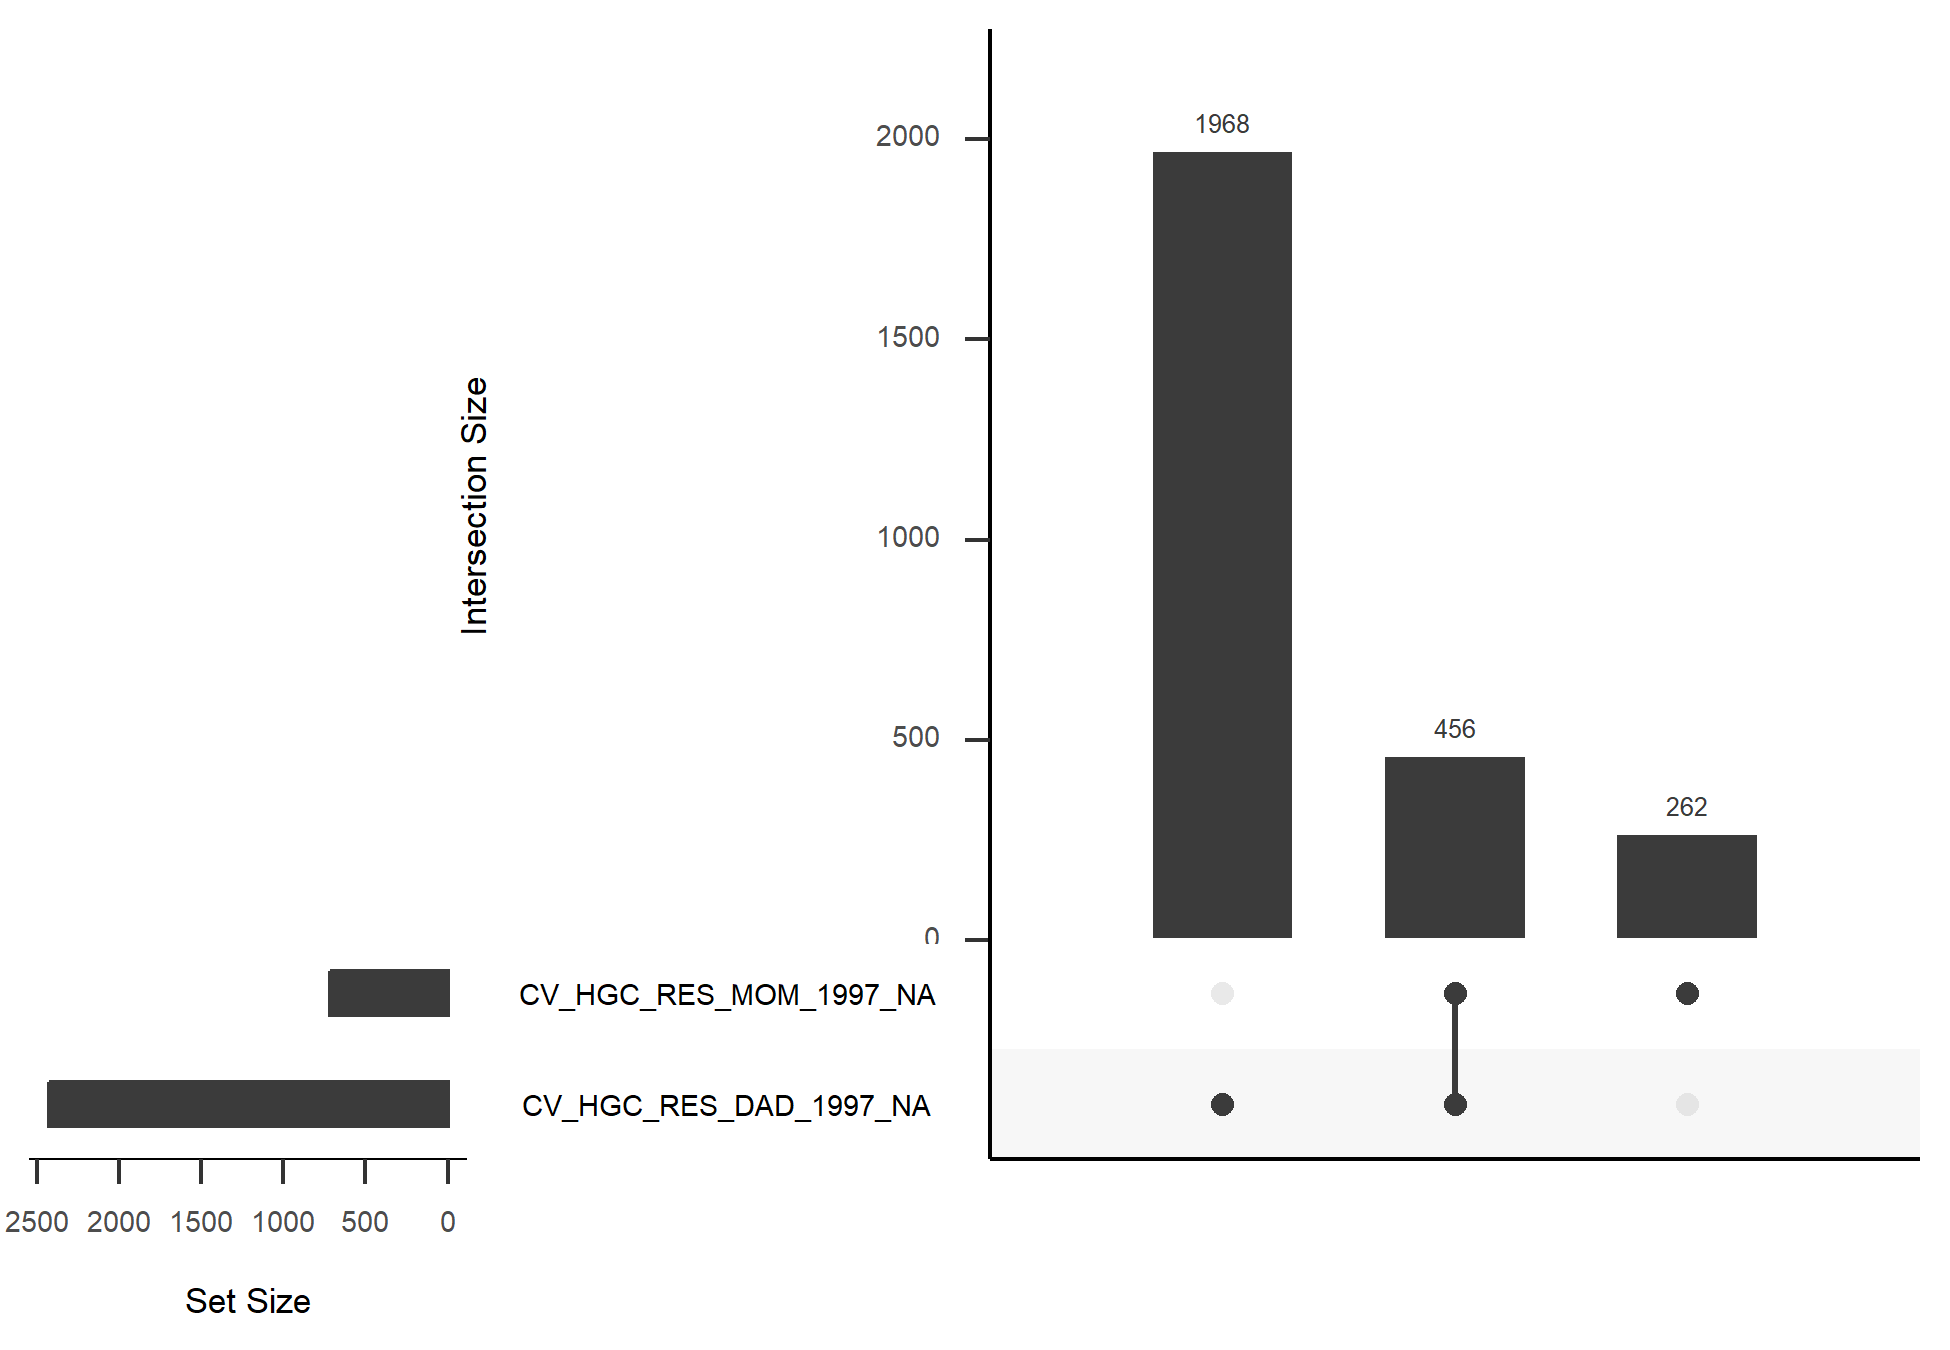 1968
2000
1500
Intersection Size
1000
500
456
262
0
CV_HGC_RES_MOM_1997_NA
CV_HGC_RES_DAD_1997_NA
2500 2000 1500 1000 500 0
Set Size